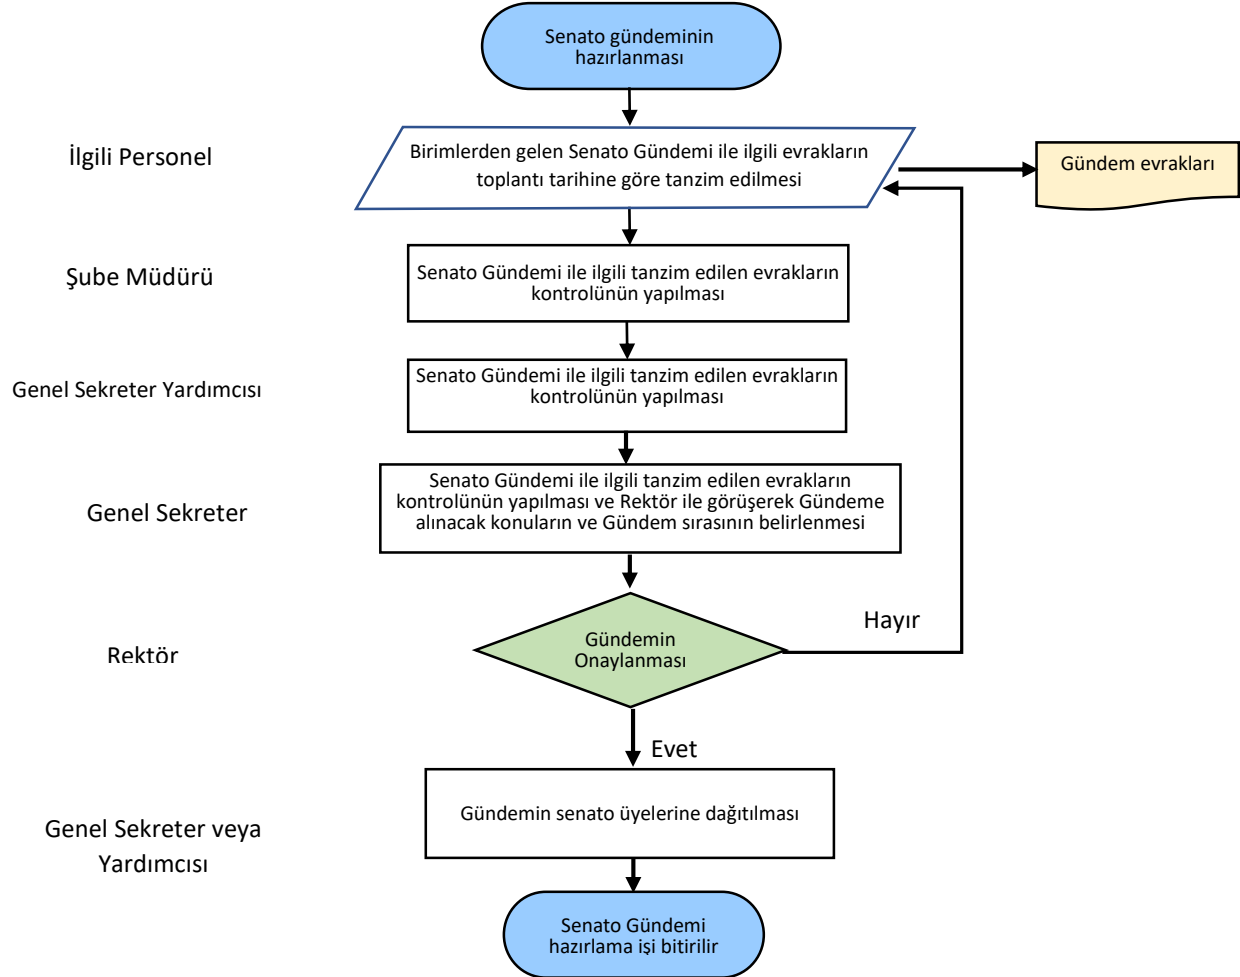 Senato gündeminin
hazırlanması
İlgili Personel
Birimlerden gelen Senato Gündemi ile ilgili evrakların
toplantı tarihine göre tanzim edilmesi
Gündem evrakları
Şube Müdürü
Senato Gündemi ile ilgili tanzim edilen evrakların
kontrolünün yapılması
Genel Sekreter Yardımcısı
Senato Gündemi ile ilgili tanzim edilen evrakların
kontrolünün yapılması
Genel Sekreter
Senato Gündemi ile ilgili tanzim edilen evrakların
kontrolünün yapılması ve Rektör ile görüşerek Gündeme
alınacak konuların ve Gündem sırasının belirlenmesi
Rektör
Gündemin
Onaylanması
Hayır
Evet
Genel Sekreter veya
Yardımcısı
Gündemin senato üyelerine dağıtılması
Senato Gündemi
hazırlama işi bitirilir